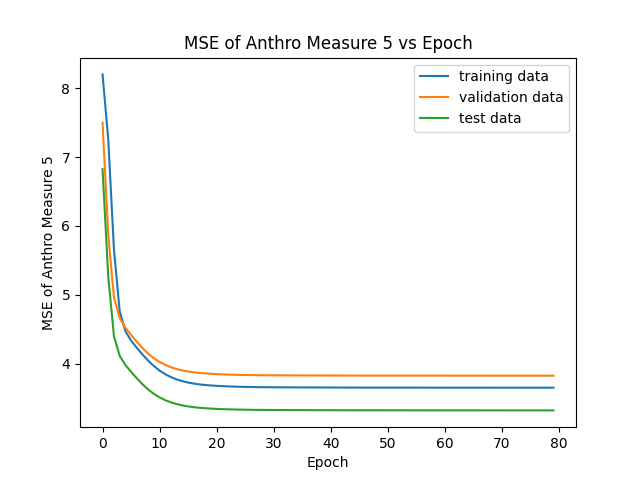 MSE of Anthro Measure 5 vs Epoch
training data
validation data
test data
MSE of Anthro Measure 5
8
7
6
5
4
0 10 20 30 40 50 60 70 80
Epoch